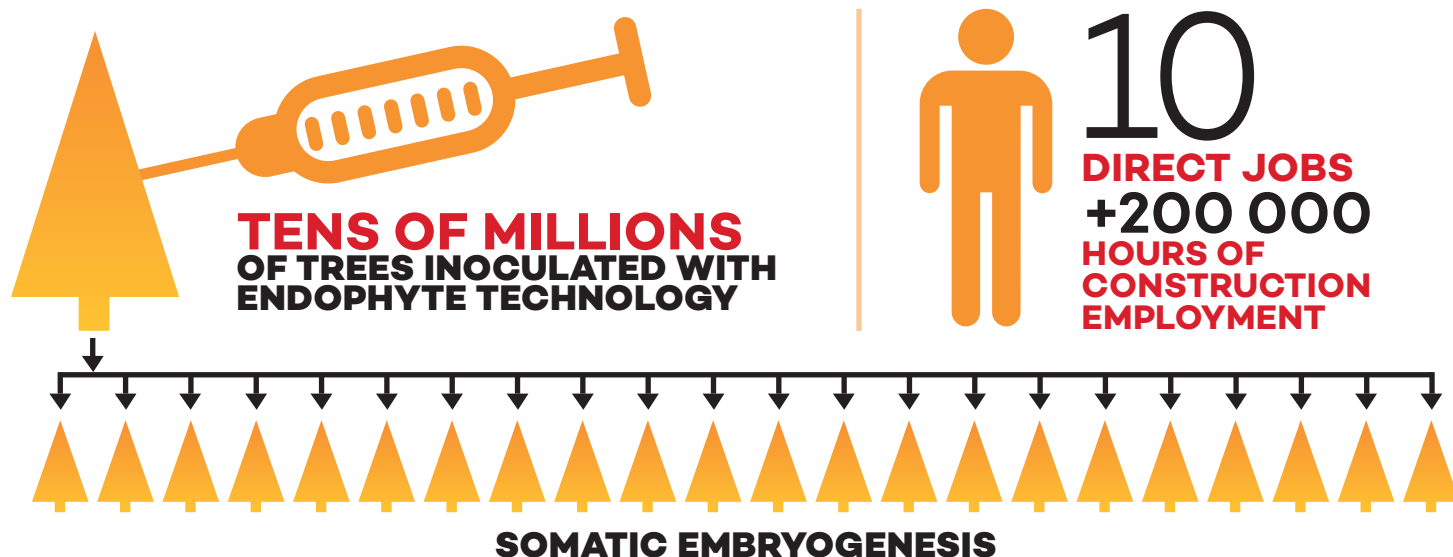 TENS OF MILLIONS
OF TREES INOCULATED WITH
ENDOPHYTE TECHNOLOGY
10
DIRECT JOBS
+200 000
HOURS OF
CONSTRUCTION
EMPLOYMENT
SOMATIC EMBRYOGENESIS